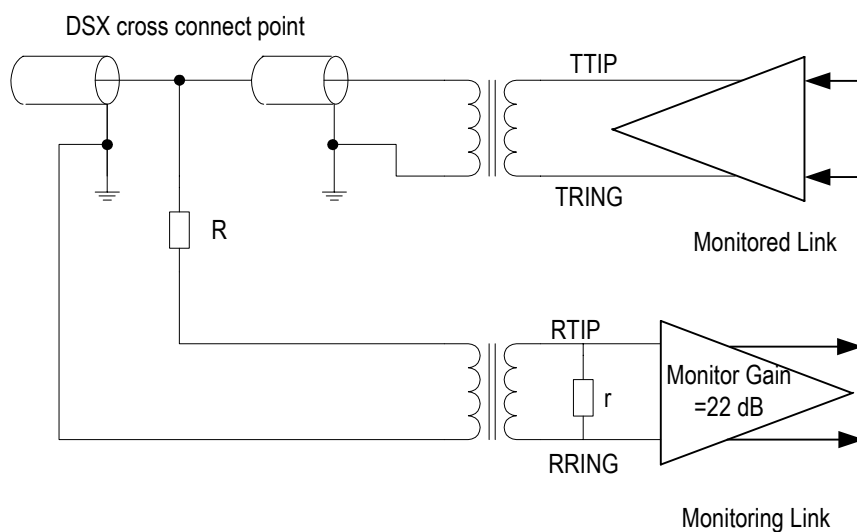 DSX cross connect point
TTIP
TRING
Monitored Link
R
RTIP
Monitor Gain
=22 dB
r
RRING
Monitoring Link